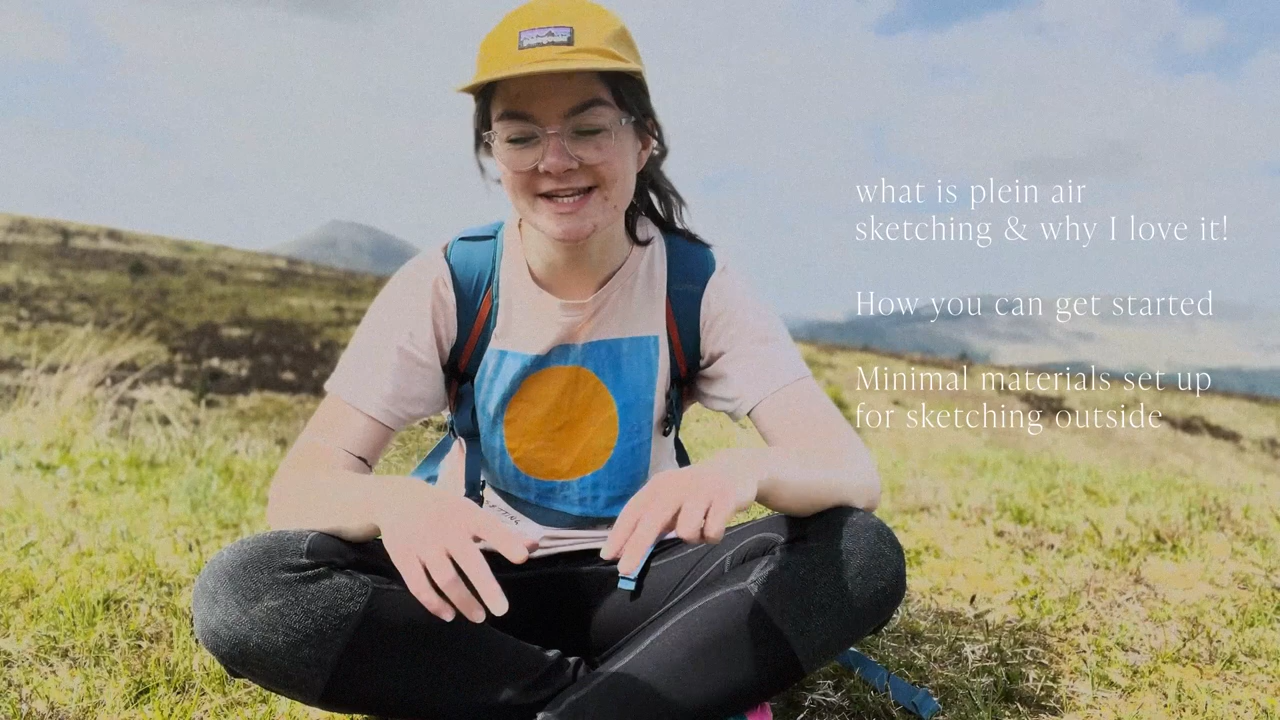 what is plein air
sketching & why I love it!
How you can get started
Minimal materials set up
for sketching outside